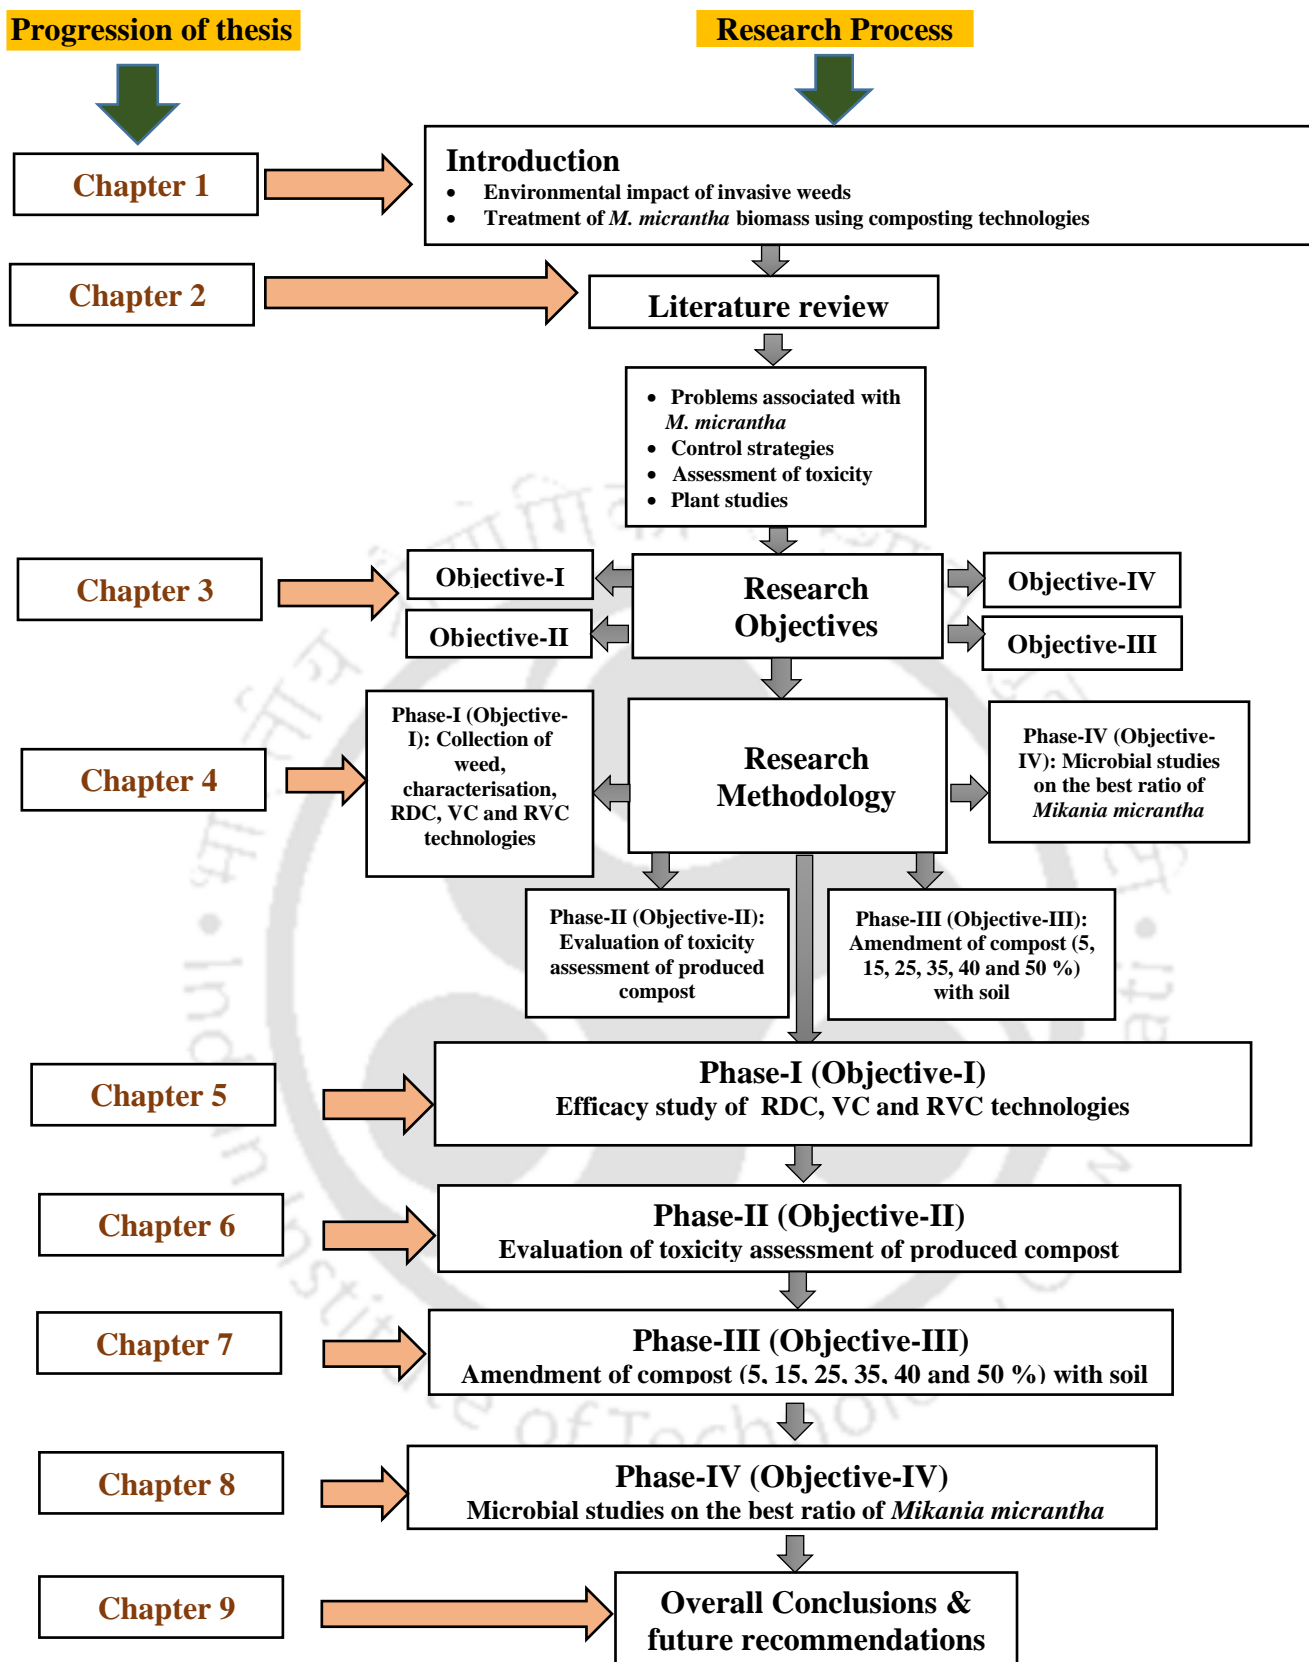 Progression of thesis
Research Process
Chapter 1
Introduction
• Environmental impact of invasive weeds
• Treatment of M. micrantha biomass using composting technologies
Chapter 2
Literature review
• Problems associated with
M. micrantha
• Control strategies
• Assessment of toxicity
• Plant studies
Chapter 3
Objective-I
Objective-II
Research
Objectives
Objective-IV
Objective-III
Chapter 4
Phase-I (Objective-
I): Collection of
weed,
characterisation,
RDC, VC and RVC
technologies
Research
Methodology
Phase-IV (Objective-
IV): Microbial studies
on the best ratio of
Mikania micrantha
Phase-II (Objective-II):
Evaluation of toxicity
assessment of produced
compost
Phase-III (Objective-III):
Amendment of compost (5,
15, 25, 35, 40 and 50 %)
with soil
Chapter 5
Phase-I (Objective-I)
Efficacy study of RDC, VC and RVC technologies
Chapter 6
Phase-II (Objective-II)
Evaluation of toxicity assessment of produced compost
Chapter 7
Phase-III (Objective-III)
Amendment of compost (5, 15, 25, 35, 40 and 50 %) with soil
Chapter 8
Phase-IV (Objective-IV)
Microbial studies on the best ratio of Mikania micrantha
Chapter 9
Overall Conclusions &
future recommendations
Institute of Technology